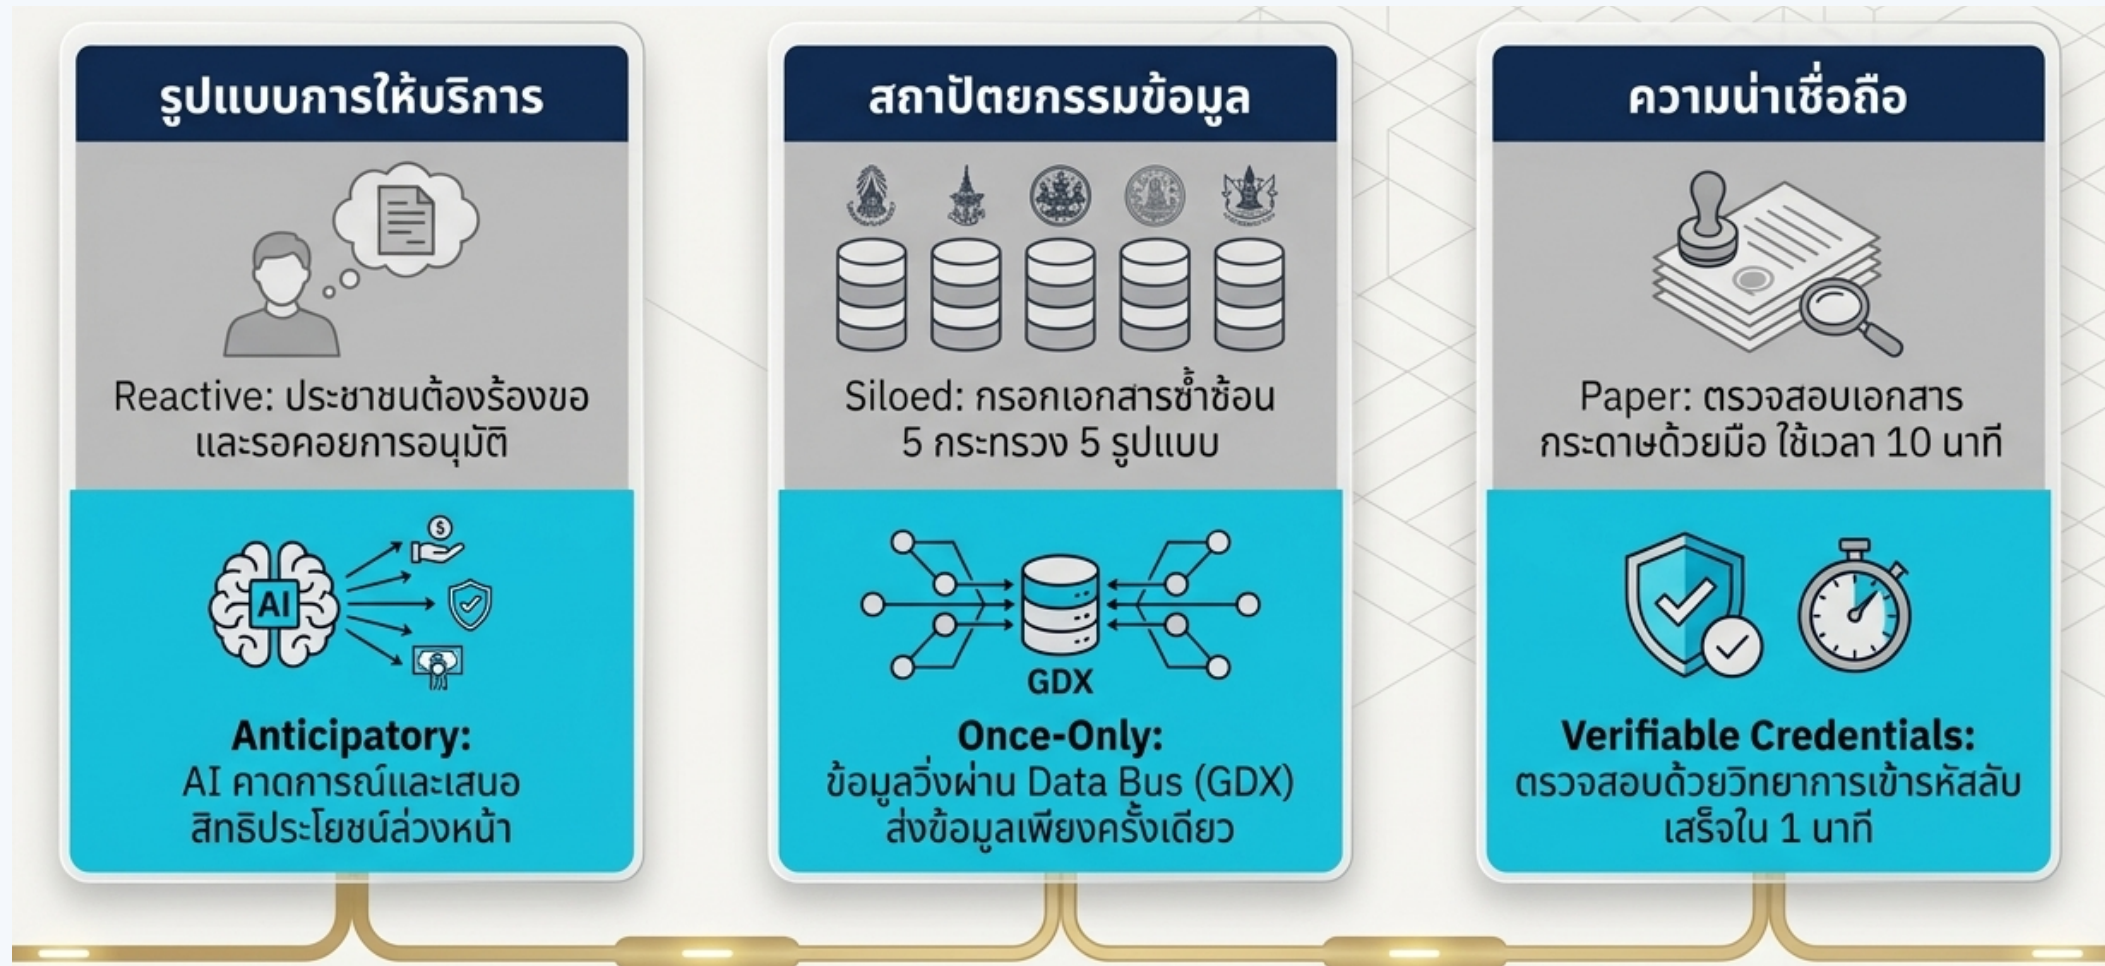 รูปแบบการให้บริการ
Reactive: ประชาชนต้องร้องขอ
และรอคอยการอนุมัติ
AI
$
Anticipatory:
AI คาดการณ์และเสนอ
สิทธิประโยชน์ล่วงหน้า
สถาปัตยกรรมข้อมูล
Siloed: กรอกเอกสารซ้ำซ้อน
5 กระทรวง 5 รูปแบบ
GDX
Once-Only:
ข้อมูลวิ่งผ่าน Data Bus (GDX)
ส่งข้อมูลเพียงครั้งเดียว
ความน่าเชื่อถือ
Paper: ตรวจสอบเอกสาร
กระดาษด้วยมือ ใช้เวลา 10 นาที
Verifiable Credentials:
ตรวจสอบด้วยวิทยาการเข้ารหัสลับ
เสร็จใน 1 นาที